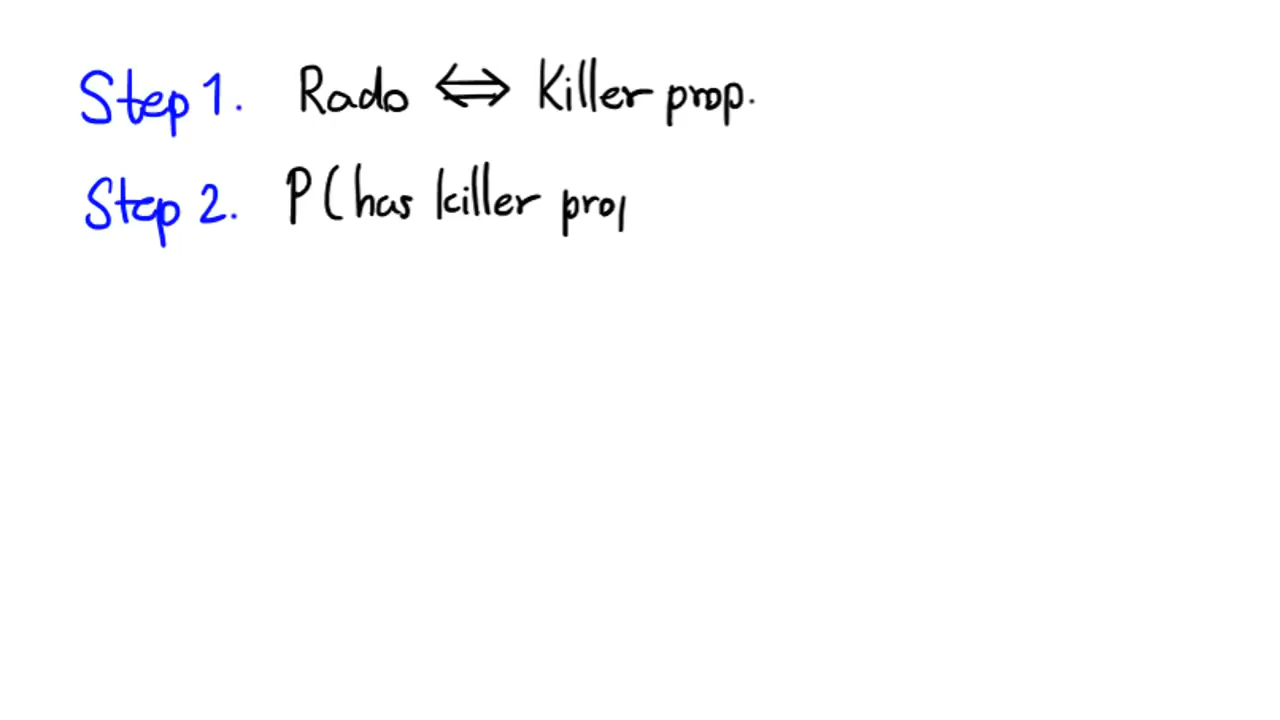 Step 1. Rado ⇔ Killer prop.
Step 2. P(has killer pro